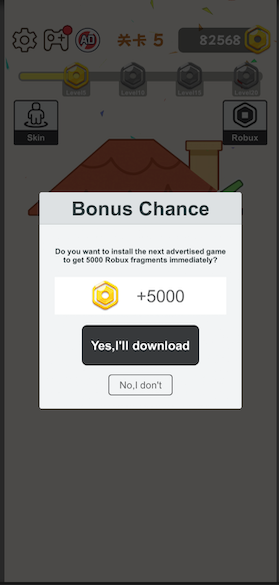 AD
关卡 5
82568
Skin
Robux
Bonus Chance
Do you want to install the next advertised game
to get 5000 Robux fragments immediately?
+5000
Yes,I'll download
No,I don't